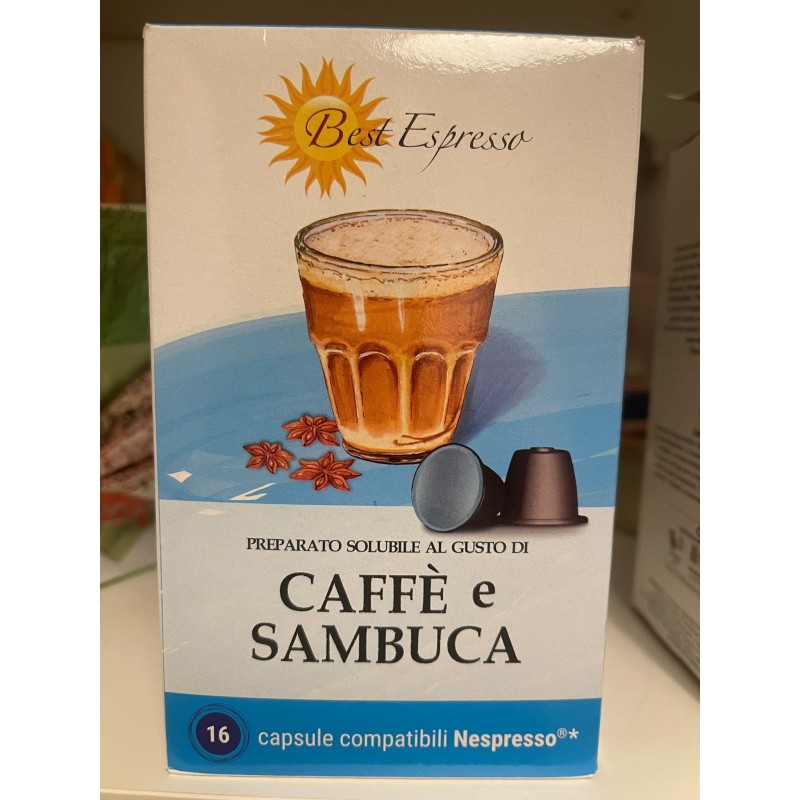 Best Espresso
PREPARATO SOLUBILE AL GUSTO DI
CAFFÈ e
SAMBUCA
16 capsule compatibili Nespresso®*